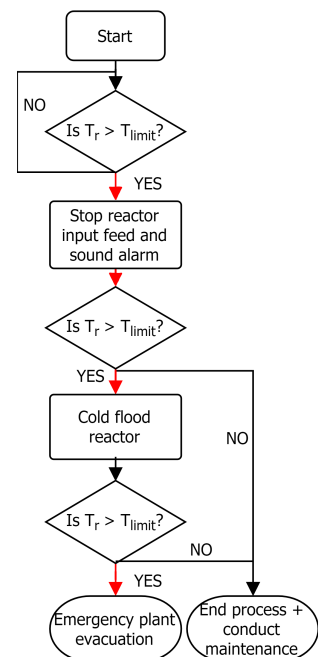 Start
NO
Is Tr > Tlimit?
YES
Stop reactor
input feed and
sound alarm
Is Tr > Tlimit?
YES
Cold flood
reactor
NO
Is Tr > Tlimit?
NO
YES
Emergency plant
evacuation
End process +
conduct
maintenance